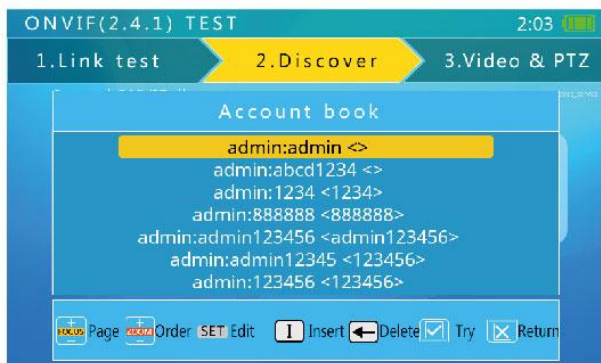 ONVIF(2.4.1) TEST 2:03
1.Link test 2.Discover 3.Video & PTZ
Account book
admin:admin <>
admin:abcd1234 <>
admin:1234 <1234>
admin:888888 <888888>
admin:admin123456 <admin123456>
admin:admin12345 <123456>
admin:123456 <123456>
FOCUS Page ZOOM Order SET Edit I Insert Delete Try Return